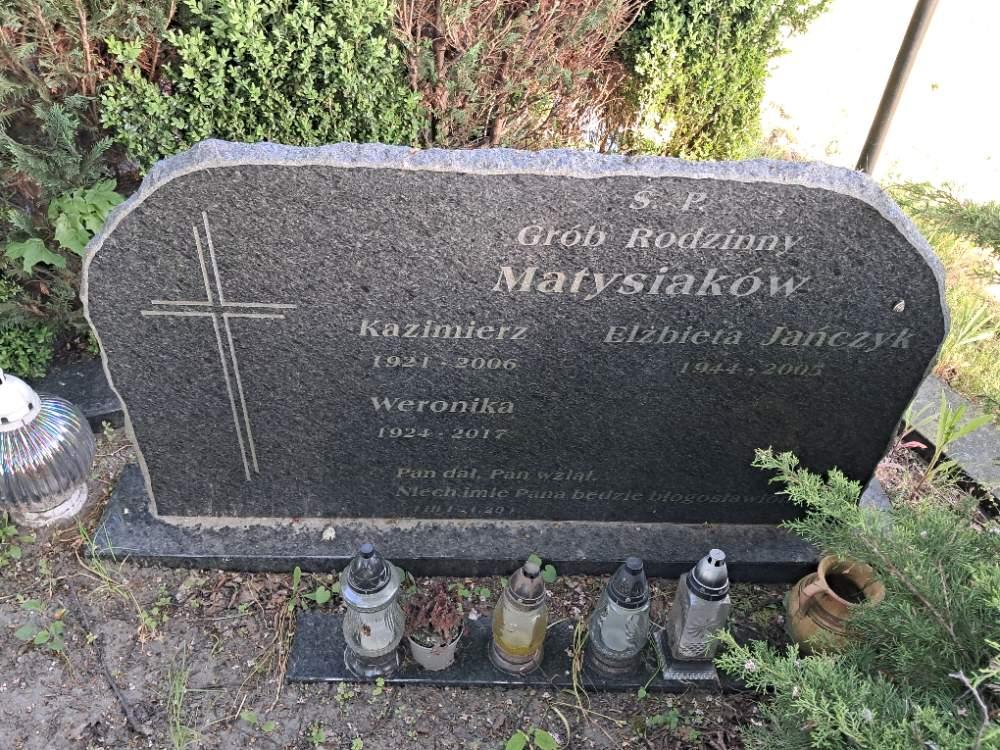 Ś. P.
Grób Rodzinny
Matysiaków
Kazimierz
1921 - 2006
Weronika
1924 - 2017
Elżbieta Jańczyk
1944 - 2005
Pan dał, Pan wziął.
Niech imię Pana będzie